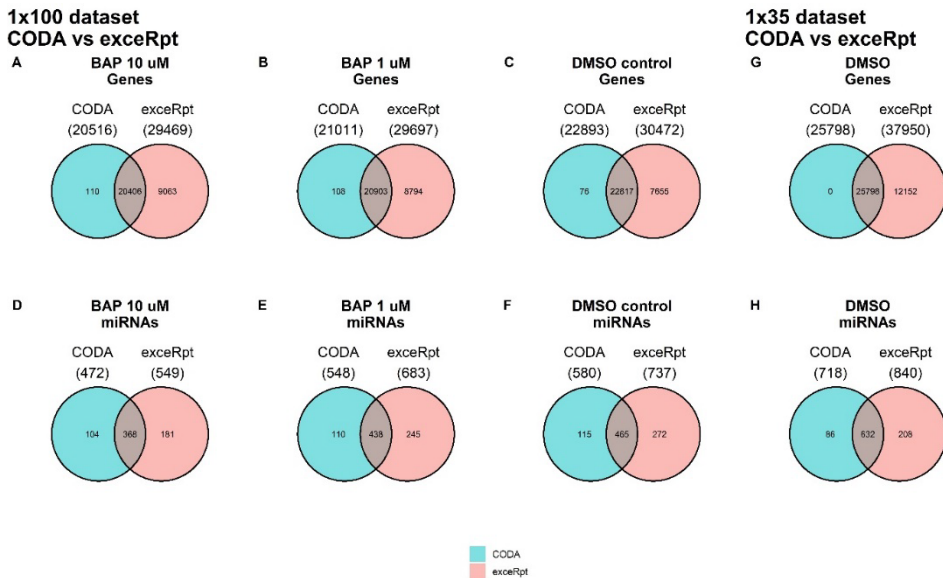 1x100 dataset
CODA vs exceRpt
1x35 dataset
CODA vs exceRpt
A
BAP 10 uM
Genes
CODA exceRpt
(20516) (29469)
110 20406 9063
B
BAP 1 uM
Genes
CODA exceRpt
(21011) (29697)
108 20903 8794
C
DMSO control
Genes
CODA exceRpt
(22893) (30472)
76 22817 7655
G
DMSO
Genes
CODA exceRpt
(25798) (37950)
0 25798 12152
D
BAP 10 uM
miRNAs
CODA exceRpt
(472) (549)
104 368 181
E
BAP 1 uM
miRNAs
CODA exceRpt
(548) (683)
110 438 245
F
DMSO control
miRNAs
CODA exceRpt
(580) (737)
115 465 272
H
DMSO
miRNAs
CODA exceRpt
(718) (840)
86 632 208
CODA
exceRpt